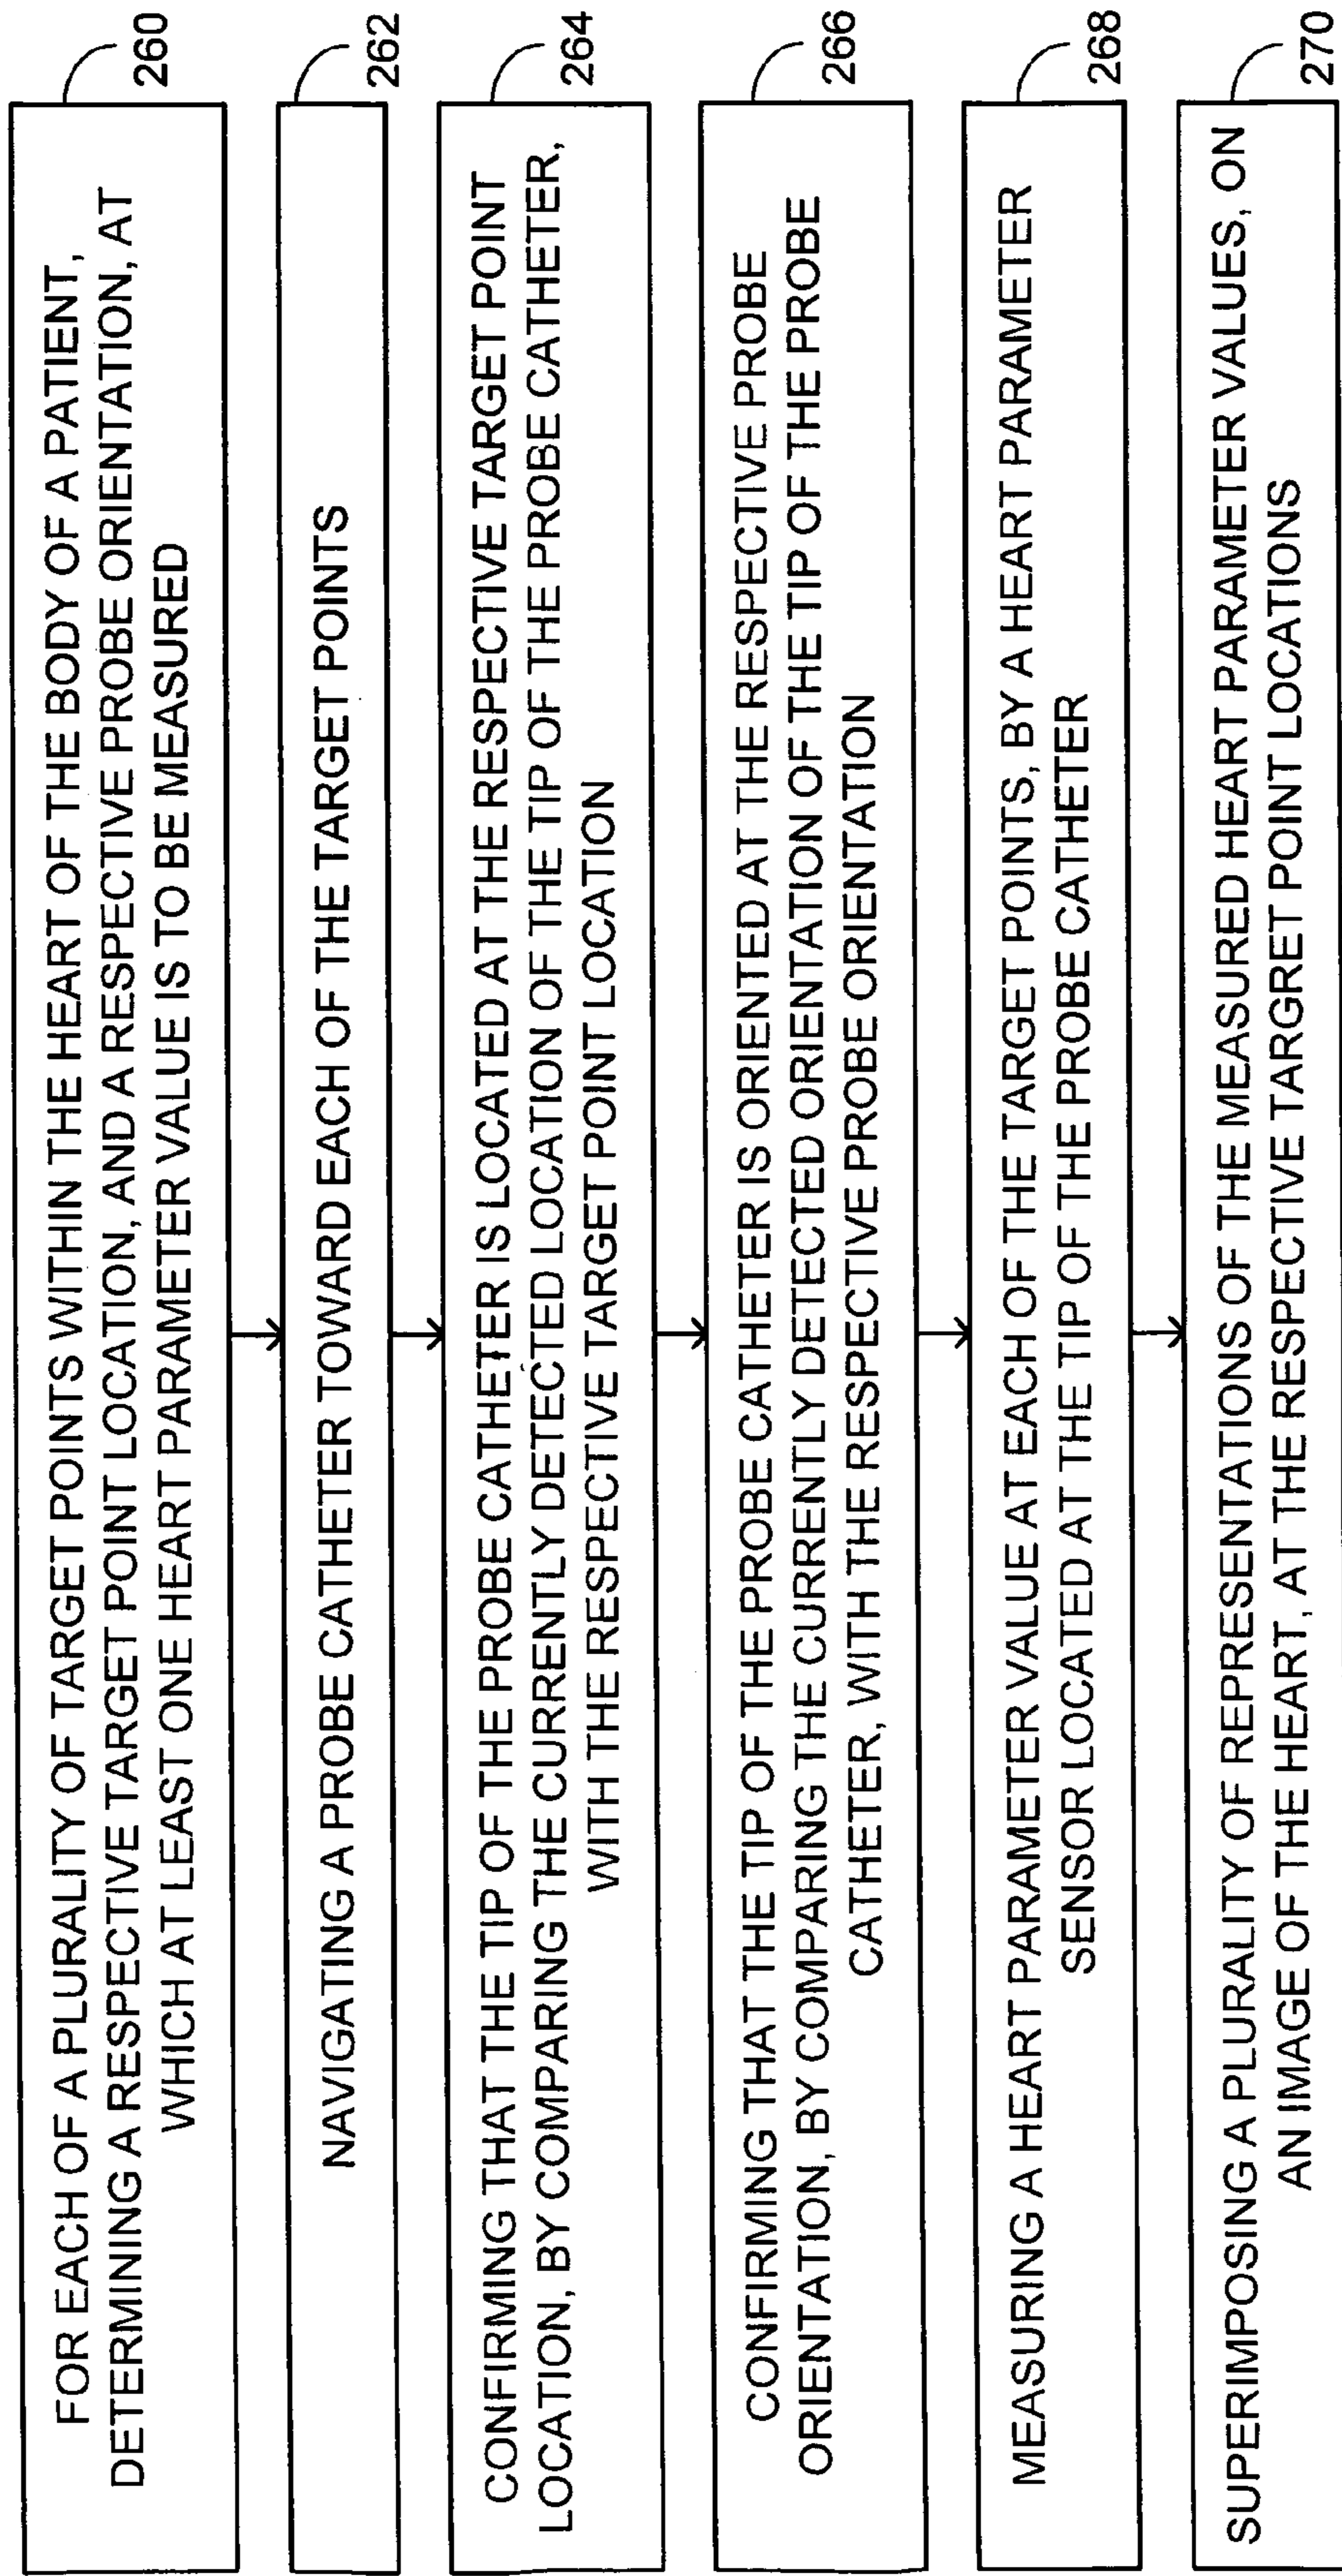 FOR EACH OF A PLURALITY OF TARGET POINTS WITHIN THE HEART OF THE BODY OF A PATIENT,
DETERMINING A RESPECTIVE TARGET POINT LOCATION, AND A RESPECTIVE PROBE ORIENTATION, AT
WHICH AT LEAST ONE HEART PARAMETER VALUE IS TO BE MEASURED
260
NAVIGATING A PROBE CATHETER TOWARD EACH OF THE TARGET POINTS
262
CONFIRMING THAT THE TIP OF THE PROBE CATHETER IS LOCATED AT THE RESPECTIVE TARGET POINT
LOCATION, BY COMPARING THE CURRENTLY DETECTED LOCATION OF THE TIP OF THE PROBE CATHETER,
WITH THE RESPECTIVE TARGET POINT LOCATION
264
CONFIRMING THAT THE TIP OF THE PROBE CATHETER IS ORIENTED AT THE RESPECTIVE PROBE
ORIENTATION, BY COMPARING THE CURRENTLY DETECTED ORIENTATION OF THE TIP OF THE PROBE
CATHETER, WITH THE RESPECTIVE PROBE ORIENTATION
266
MEASURING A HEART PARAMETER VALUE AT EACH OF THE TARGET POINTS, BY A HEART PARAMETER
SENSOR LOCATED AT THE TIP OF THE PROBE CATHETER
268
SUPERIMPOSING A PLURALITY OF REPRESENTATIONS OF THE MEASURED HEART PARAMETER VALUES, ON
AN IMAGE OF THE HEART, AT THE RESPECTIVE TARGRET POINT LOCATIONS
270